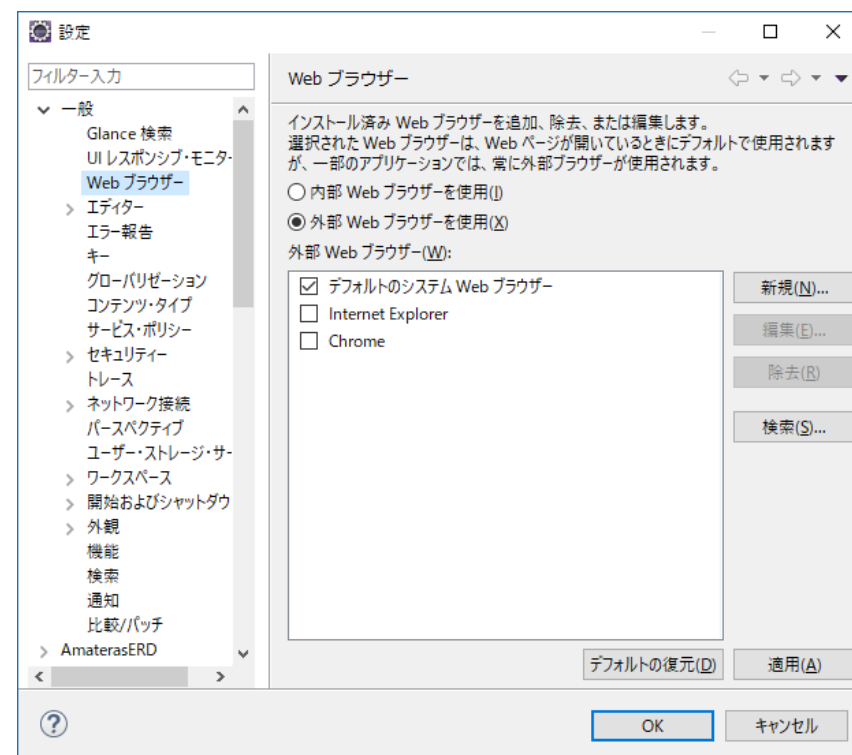 設定
フィルター入力
一般
Glance 検索
UI レスポンシブ・モニター
Web ブラウザー
エディター
エラー報告
キー
グローバリゼーション
コンテンツ・タイプ
サービス・ポリシー
セキュリティー
トレース
ネットワーク接続
パースペクティブ
ユーザー・ストレージ・サー
ワークスペース
開始およびシャットダウ
外観
機能
検索
通知
比較/パッチ
AmaterasERD
Web ブラウザー
インストール済み Web ブラウザーを追加、除去、または編集します。
選択された Web ブラウザーは、Web ページが開いているときにデフォルトで使用されます
が、一部のアプリケーションでは、常に外部ブラウザーが使用されます。
内部 Web ブラウザーを使用(I)
外部 Web ブラウザーを使用(X)
外部 Web ブラウザー(W):
デフォルトのシステム Web ブラウザー
Internet Explorer
Chrome
新規(N)...
編集(E)...
除去(R)
検索(S)...
デフォルトの復元(D)
適用(A)
?
OK
キャンセル